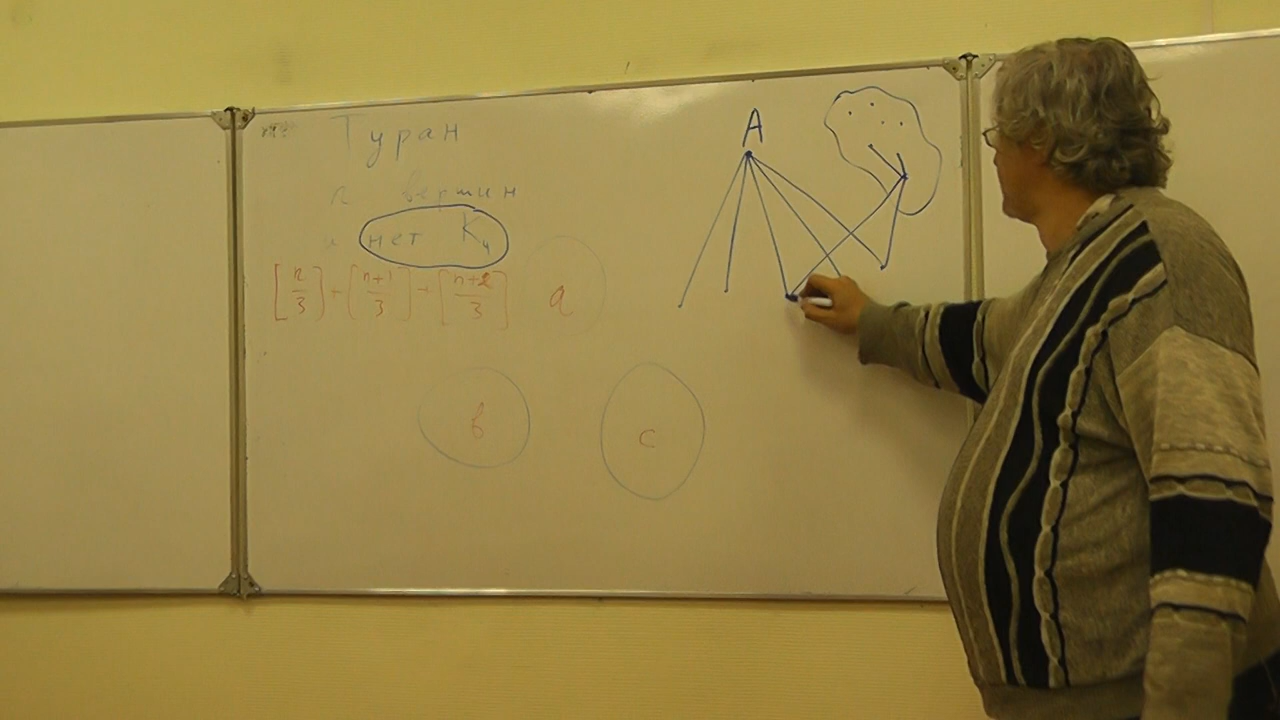 Туран
n вершин
и нет K₄
[n/3] + [n+1/3] + [n+2/3]
a
в
c
A